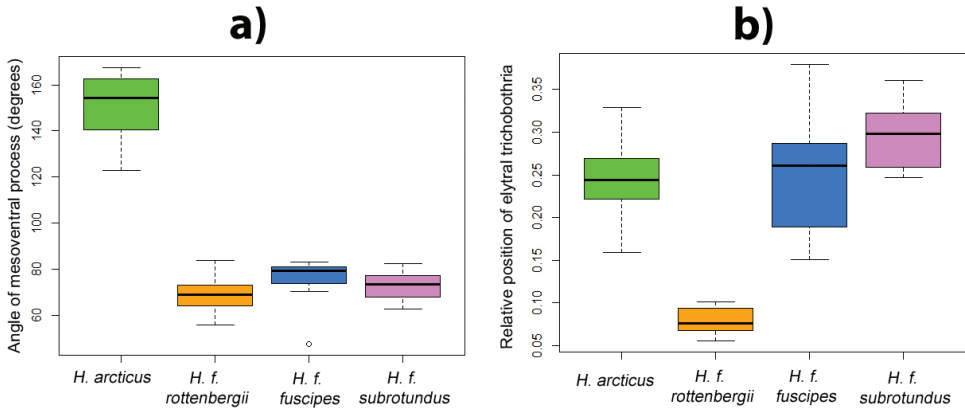 a)
Angle of mesoventral process (degrees)
160
140
120
100
80
60
H. arcticus
H. f.
rottenbergii
H. f.
fuscipes
H. f.
subrotundus
b)
Relative position of elytral trichobothria
0.35
0.30
0.25
0.20
0.15
0.10
0.05
H. arcticus
H. f.
rottenbergii
H. f.
fuscipes
H. f.
subrotundus